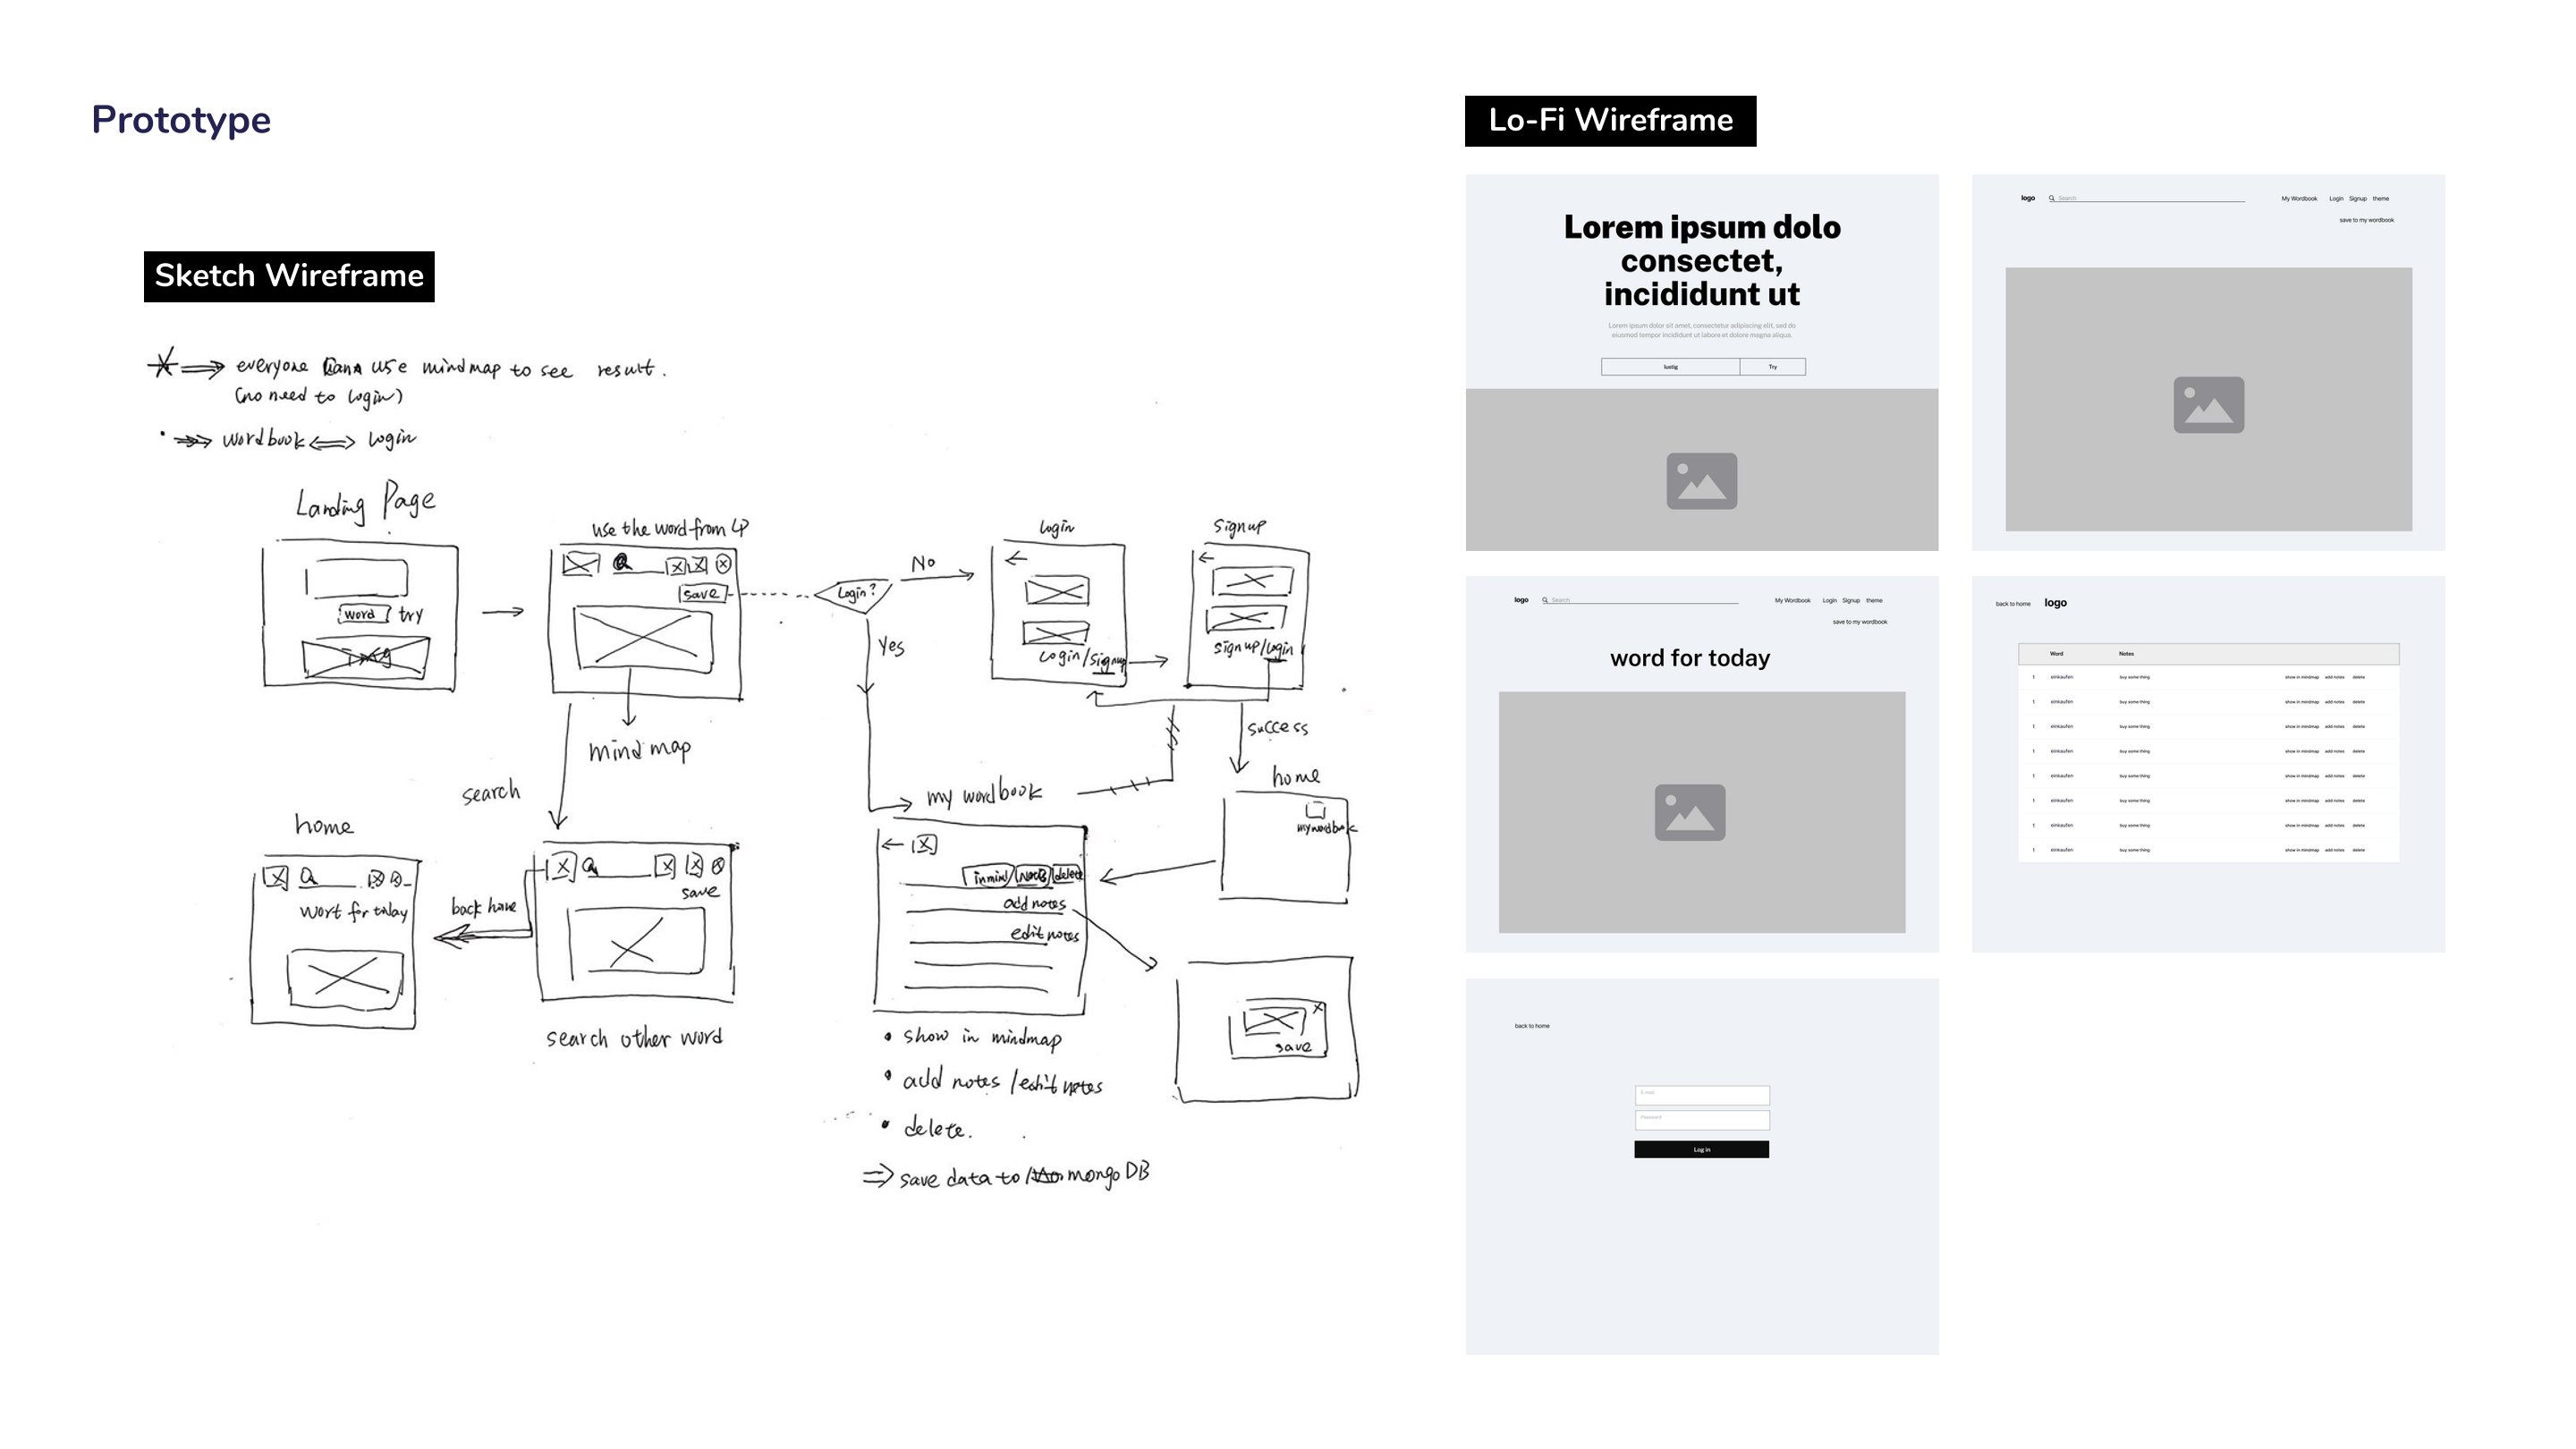 Prototype
Sketch Wireframe
everyone can use mindmap to see result.
(no need to login)
wordbook ⟺ login
Landing Page
word try
img
use the word from LP
save
mind map
search
Login?
No
Yes
login
login/signup
Signup
signup/login
success
home
mywordbook
my wordbook
inmind Notes delete
add notes
edit notes
save
home
wort for today
back home
save
search other word
• show in mindmap
• add notes /edit notes
• delete.
⇒ save data to mongoDB
Lo-Fi Wireframe
Lorem ipsum dolo
consectet,
incididunt ut
Lorem ipsum dolor sit amet, consectetur adipiscing elit, sed do
eiusmod tempor incididunt ut labore et dolore magna aliqua.
lustig Try
logo Search My Wordbook Login Signup theme
save to my wordbook
logo Search My Wordbook Login Signup theme
save to my wordbook
word for today
back to home logo
Word Notes
1 einkaufen buy some thing show in mindmap add notes delete
1 einkaufen buy some thing show in mindmap add notes delete
1 einkaufen buy some thing show in mindmap add notes delete
1 einkaufen buy some thing show in mindmap add notes delete
1 einkaufen buy some thing show in mindmap add notes delete
1 einkaufen buy some thing show in mindmap add notes delete
1 einkaufen buy some thing show in mindmap add notes delete
1 einkaufen buy some thing show in mindmap add notes delete
back to home
E-mail
Password
Log in